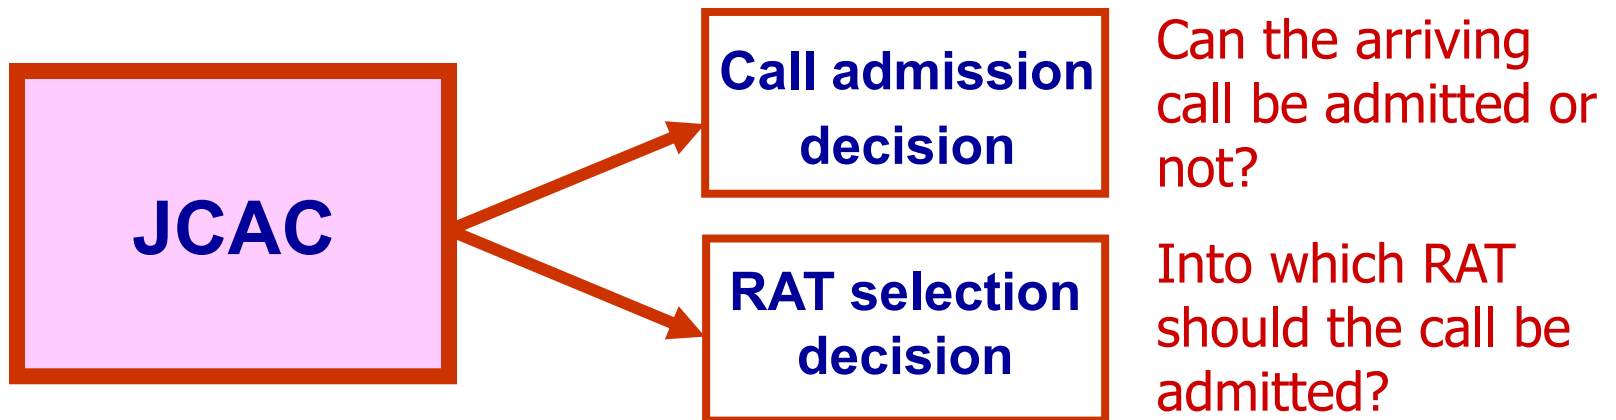 JCAC
Call admission
decision
Can the arriving
call be admitted or
not?
RAT selection
decision
Into which RAT
should the call be
admitted?